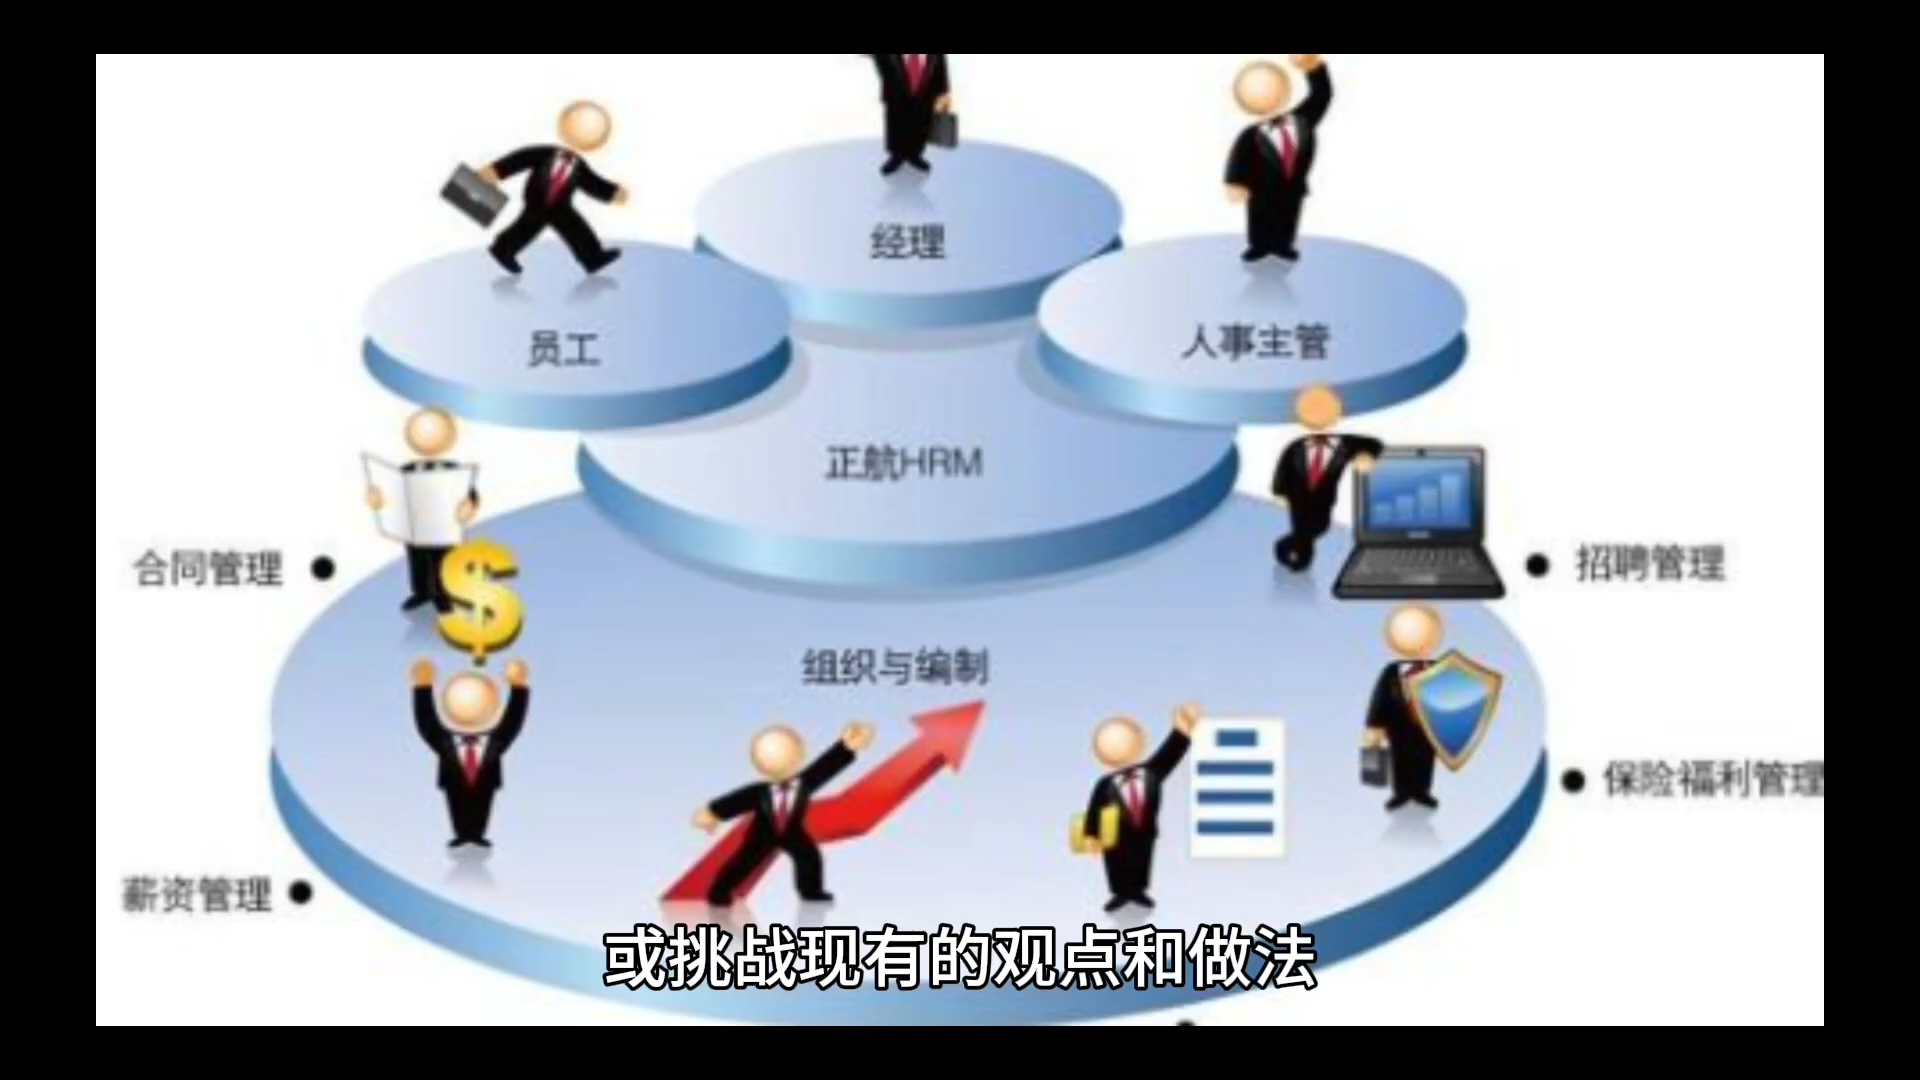 经理
员工
人事主管
正航HRM
合同管理
招聘管理
组织与编制
保险福利管理
薪资管理
或挑战现有的观点和做法